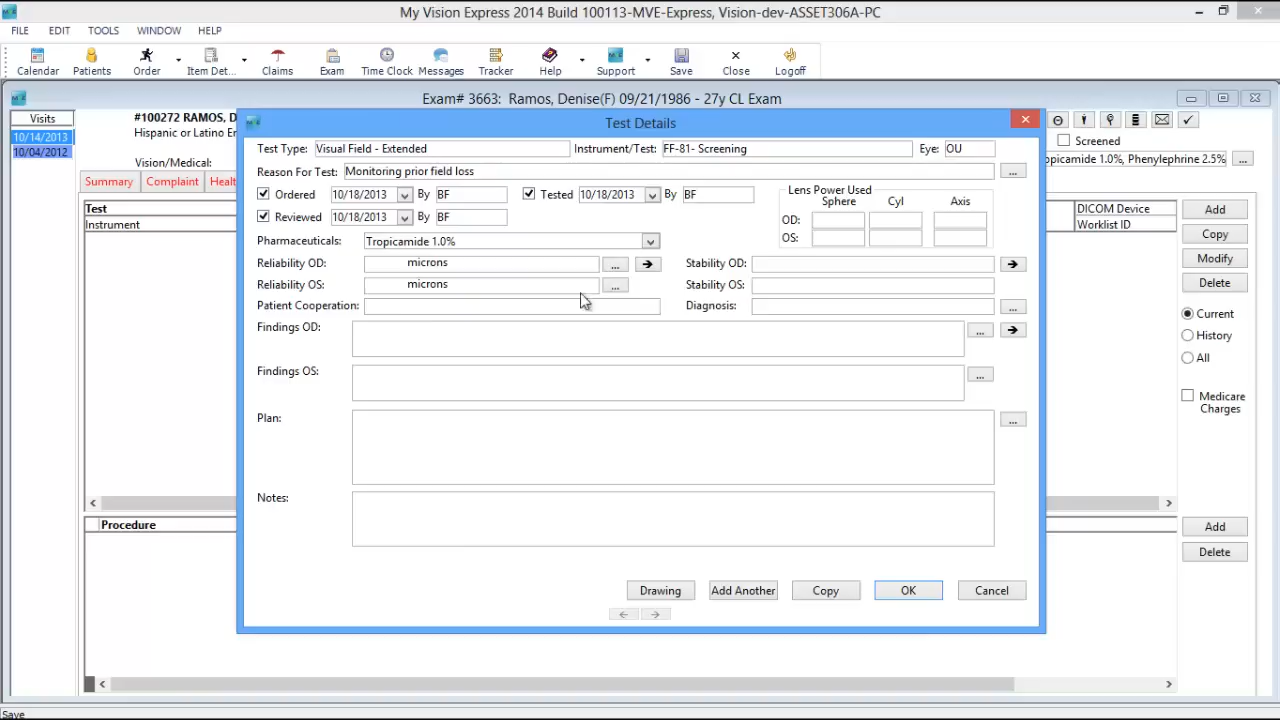 My Vision Express 2014 Build 100113-MVE-Express, Vision-dev-ASSET306A-PC
FILE EDIT TOOLS WINDOW HELP
Calendar Patients Order Item Det... Claims Exam Time Clock Messages Tracker Help Support Save Close Logoff
Exam# 3663: Ramos, Denise(F) 09/21/1986 - 27y CL Exam
Visits
10/14/2013
10/04/2012
#100272 RAMOS, D
Hispanic or Latino Er
Vision/Medical:
Screened
opicamide 1.0%, Phenylephrine 2.5% ...
Summary Complaint Healt
Test
Instrument
DICOM Device
Worklist ID
Add
Copy
Modify
Delete
Current
History
All
Medicare
Charges
Procedure
Add
Delete
Test Details
Test Type: Visual Field - Extended Instrument/Test: FF-81- Screening Eye: OU
Reason For Test: Monitoring prior field loss ...
Ordered 10/18/2013 By BF Tested 10/18/2013 By BF
Reviewed 10/18/2013 By BF
Lens Power Used
Sphere Cyl Axis
OD:
OS:
Pharmaceuticals: Tropicamide 1.0%
Reliability OD: microns ... Stability OD:
Reliability OS: microns ... Stability OS:
Patient Cooperation: Diagnosis: ...
Findings OD: ...
Findings OS: ...
Plan: ...
Notes:
Drawing Add Another Copy OK Cancel
Save